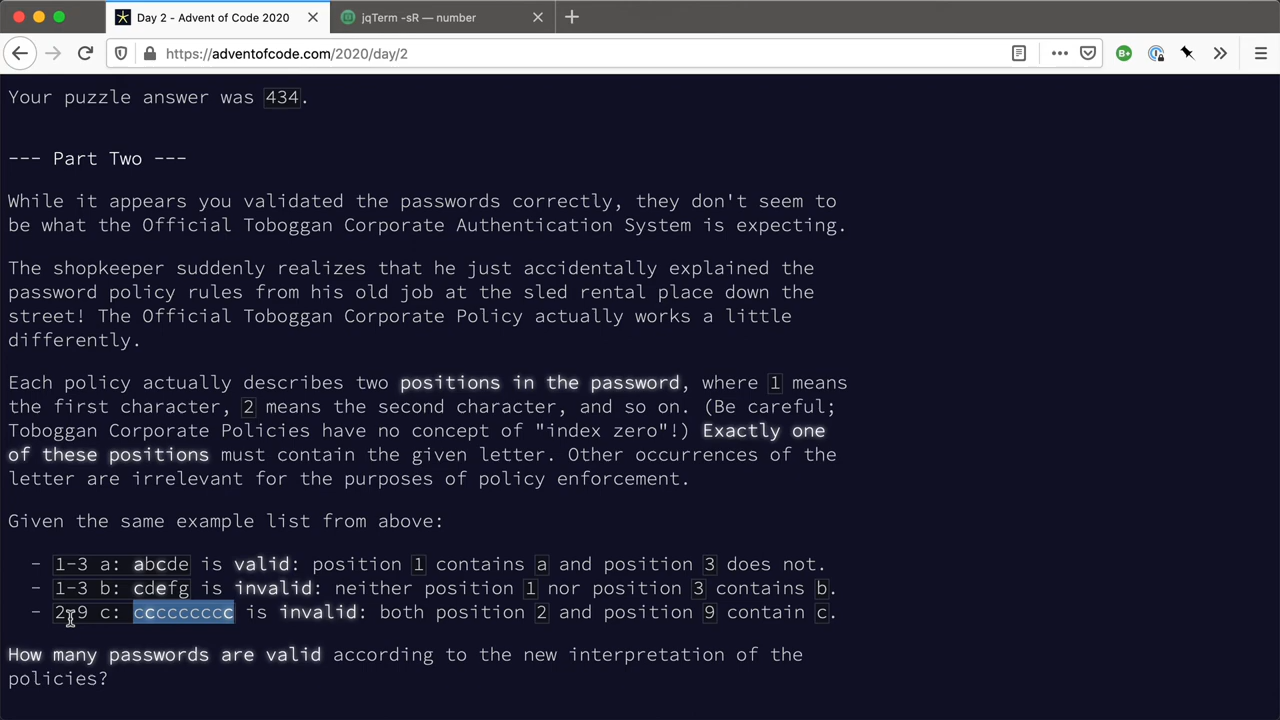 Day 2 - Advent of Code 2020
jqTerm -sR — number
https://adventofcode.com/2020/day/2
B+
Your puzzle answer was 434.
--- Part Two ---
While it appears you validated the passwords correctly, they don't seem to
be what the Official Toboggan Corporate Authentication System is expecting.
The shopkeeper suddenly realizes that he just accidentally explained the
password policy rules from his old job at the sled rental place down the
street! The Official Toboggan Corporate Policy actually works a little
differently.
Each policy actually describes two positions in the password, where 1 means
the first character, 2 means the second character, and so on. (Be careful;
Toboggan Corporate Policies have no concept of "index zero"!) Exactly one
of these positions must contain the given letter. Other occurrences of the
letter are irrelevant for the purposes of policy enforcement.
Given the same example list from above:
- 1-3 a: abcde is valid: position 1 contains a and position 3 does not.
- 1-3 b: cdefg is invalid: neither position 1 nor position 3 contains b.
- 2-9 c: ccccccccc is invalid: both position 2 and position 9 contain c.
How many passwords are valid according to the new interpretation of the
policies?